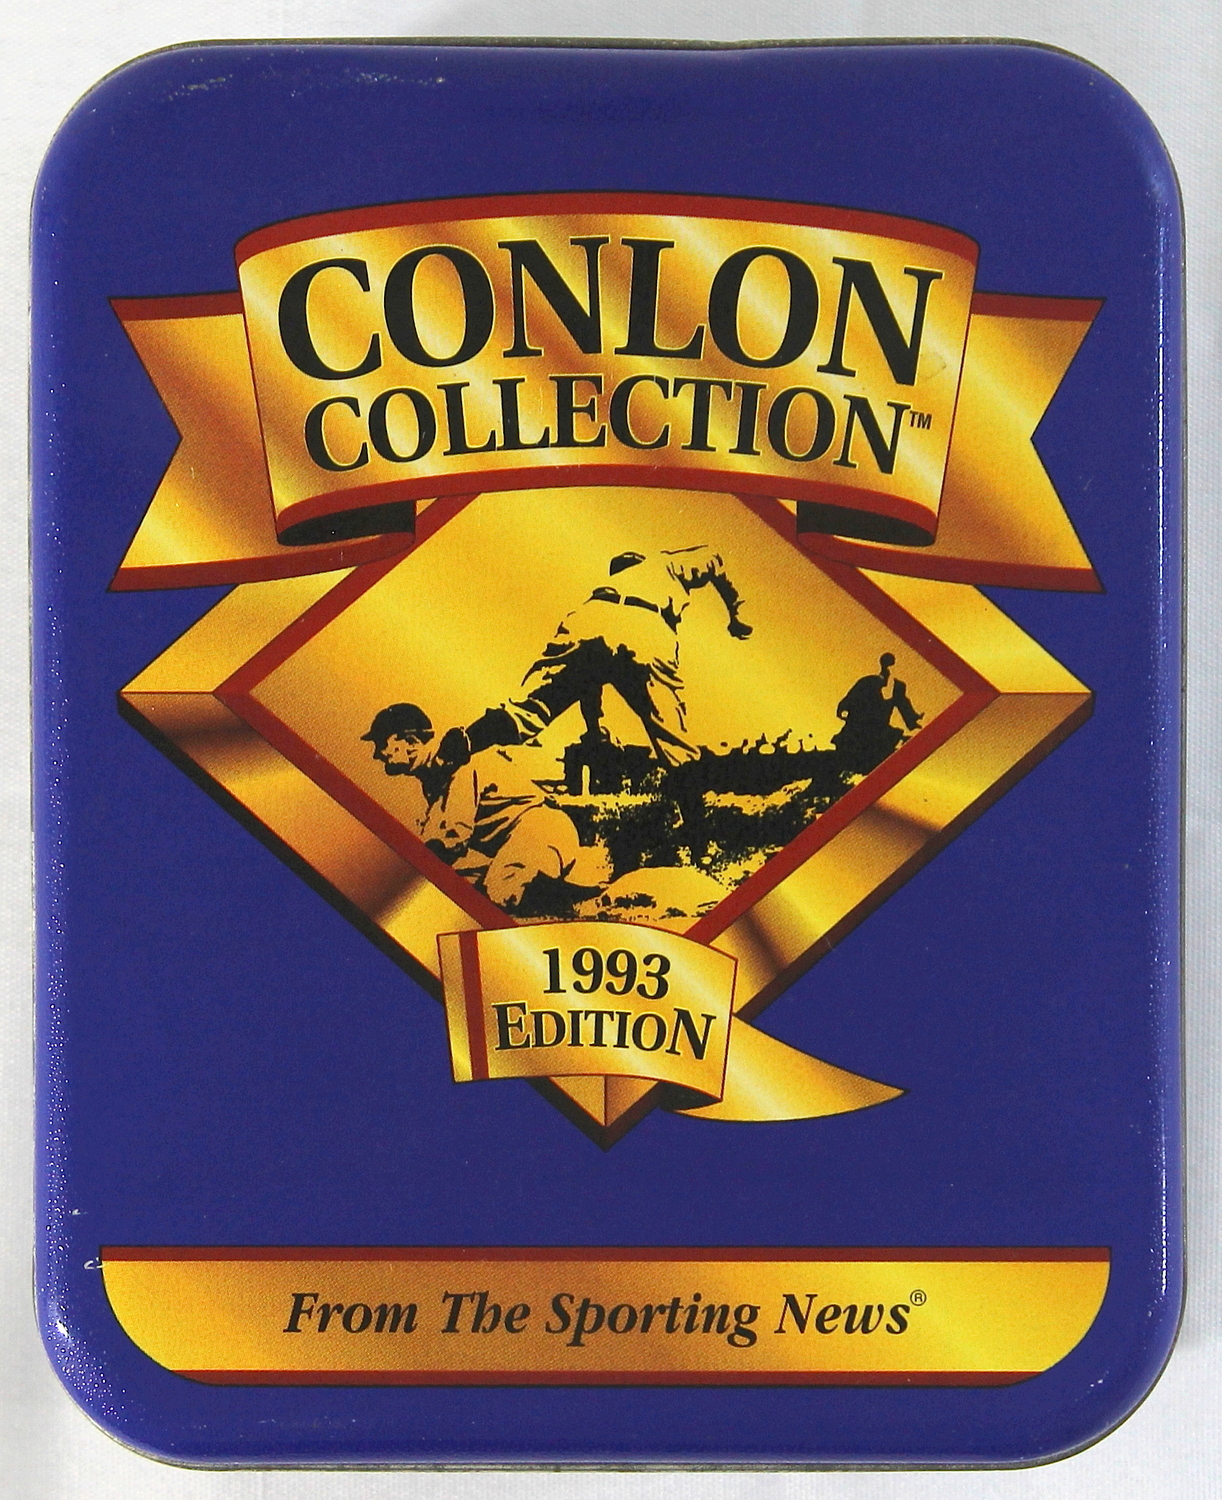 CONLON
COLLECTION™
1993
EDITION
From The Sporting News®